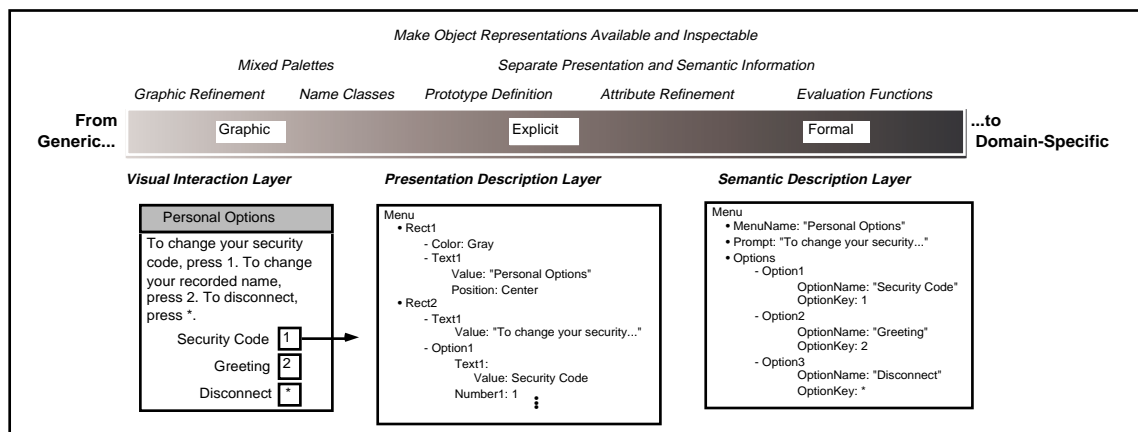 Make Object Representations Available and Inspectable
Mixed Palettes
Separate Presentation and Semantic Information
Graphic Refinement
Name Classes
Prototype Definition
Attribute Refinement
Evaluation Functions
From
Generic...
Graphic
Explicit
Formal
...to
Domain-Specific
Visual Interaction Layer
Presentation Description Layer
Semantic Description Layer
Personal Options
To change your security
code, press 1. To change
your recorded name,
press 2. To disconnect,
press *.
Security Code 1
Greeting 2
Disconnect *
Menu
• Rect1
- Color: Gray
- Text1
Value: "Personal Options"
Position: Center
• Rect2
- Text1
Value: "To change your security..."
- Option1
Text1:
Value: Security Code
Number1: 1
Menu
• MenuName: "Personal Options"
• Prompt: "To change your security..."
• Options
- Option1
OptionName: "Security Code"
OptionKey: 1
- Option2
OptionName: "Greeting"
OptionKey: 2
- Option3
OptionName: "Disconnect"
OptionKey: *